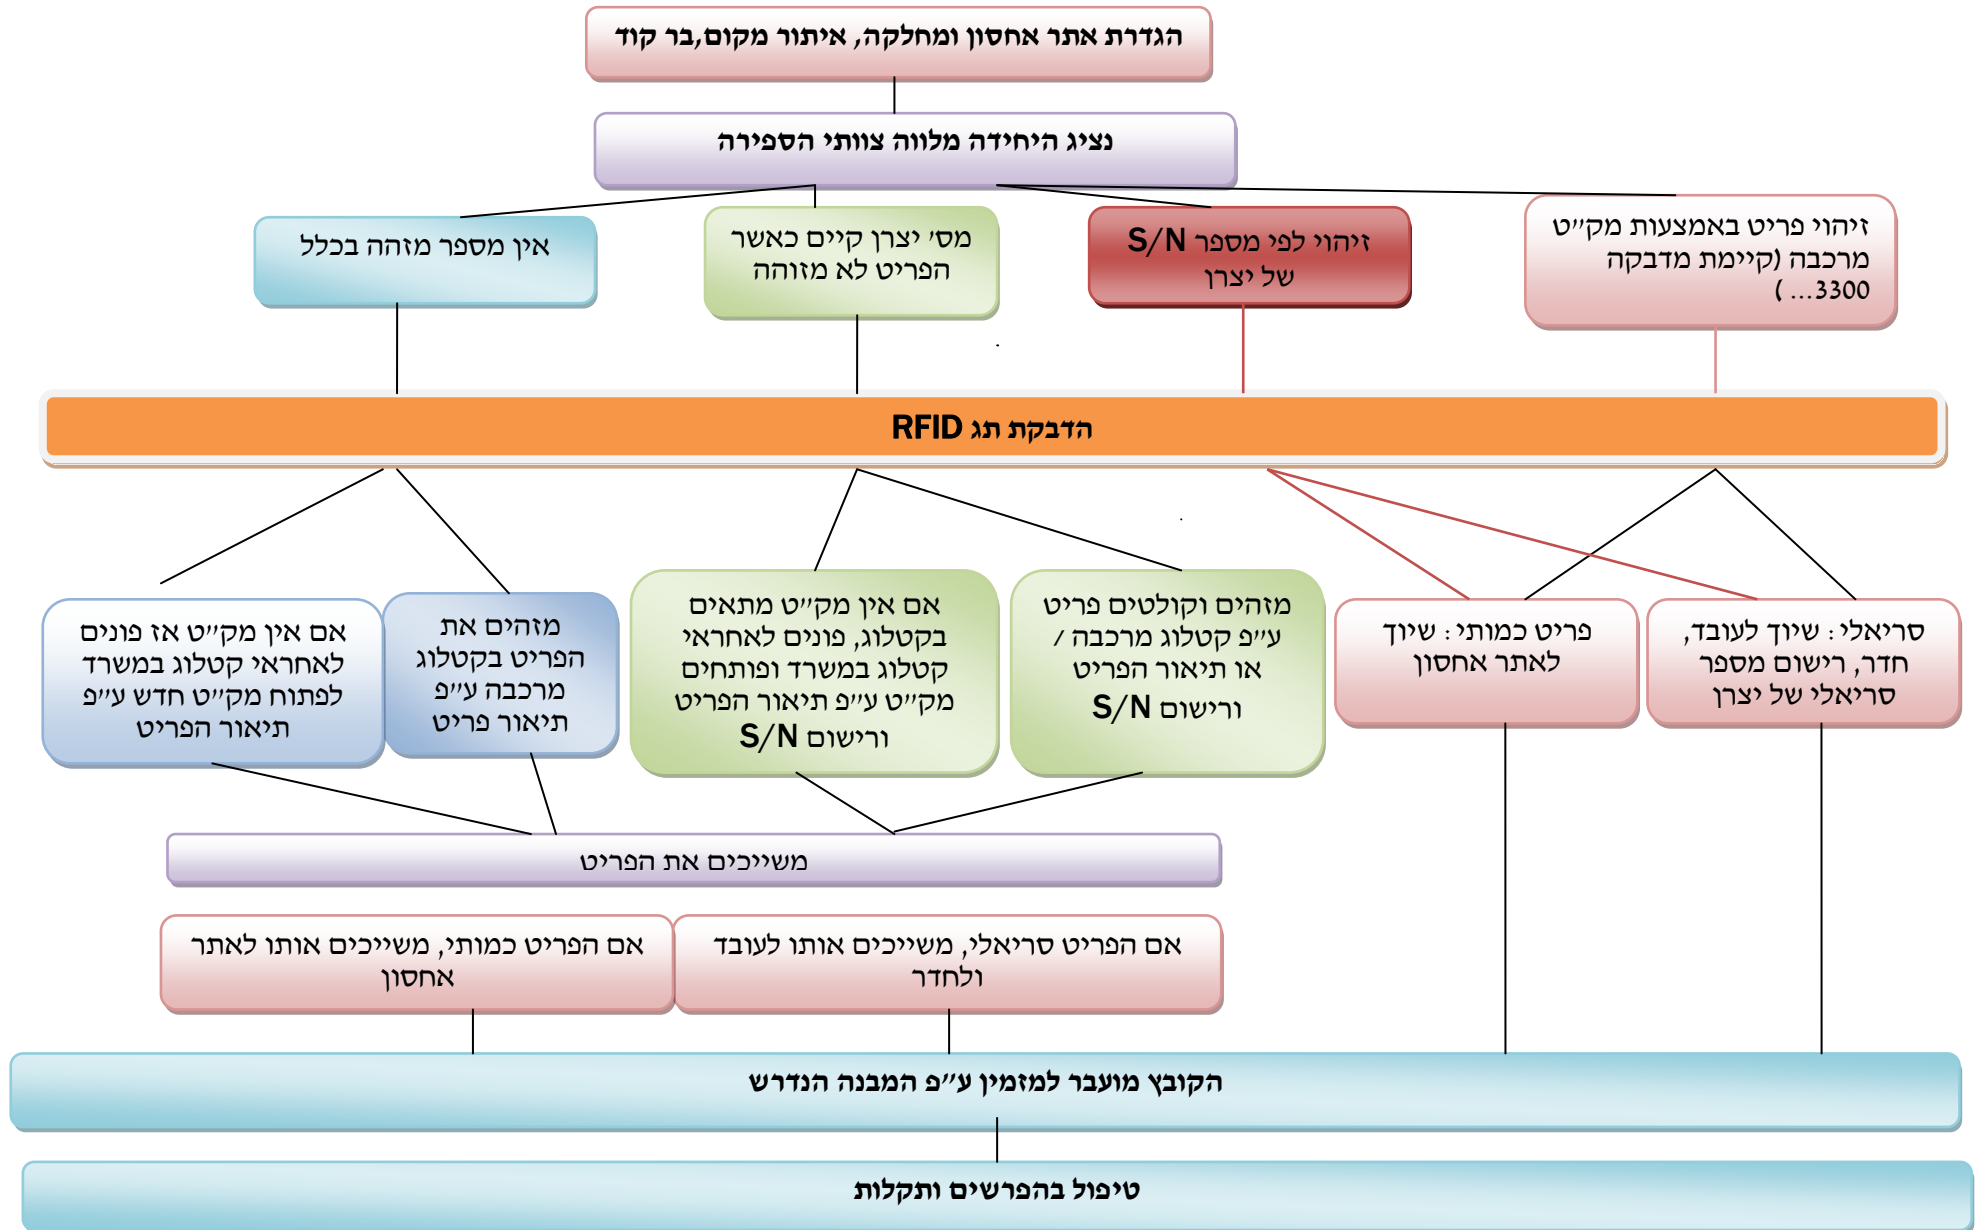 הגדרת אתר אחסון ומחלקה, איתור מקום,בר קוד
נציג היחידה מלווה צוותי הספירה
זיהוי פריט באמצעות מק״ט
מרכבה (קיימת מדבקה
3300... )
זיהוי לפי מספר S/N
של יצרן
מס׳ יצרן קיים כאשר
הפריט לא מזוהה
אין מספר מזהה בכלל
הדבקת תג RFID
סריאלי: שיוך לעובד,
חדר, רישום מספר
סריאלי של יצרן
פריט כמותי: שיוך
לאתר אחסון
מזהים וקולטים פריט
ע״פ קטלוג מרכבה /
או תיאור הפריט
ורישום S/N
אם אין מק״ט מתאים
בקטלוג, פונים לאחראי
קטלוג במשרד ופותחים
מק״ט ע״פ תיאור הפריט
ורישום S/N
מזהים את
הפריט בקטלוג
מרכבה ע״פ
תיאור פריט
אם אין מק״ט אז פונים
לאחראי קטלוג במשרד
לפתוח מק״ט חדש ע״פ
תיאור הפריט
משייכים את הפריט
אם הפריט סריאלי, משייכים אותו לעובד
ולחדר
אם הפריט כמותי, משייכים אותו לאתר
אחסון
הקובץ מועבר למזמין ע״פ המבנה הנדרש
טיפול בהפרשים ותקלות